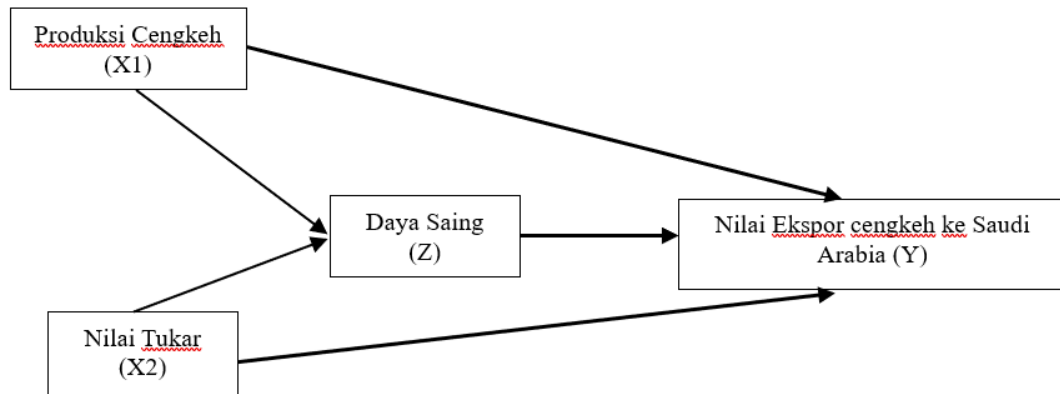 Produksi Cengkeh
(X1)
Daya Saing
(Z)
Nilai Ekspor cengkeh ke Saudi
Arabia (Y)
Nilai Tukar
(X2)